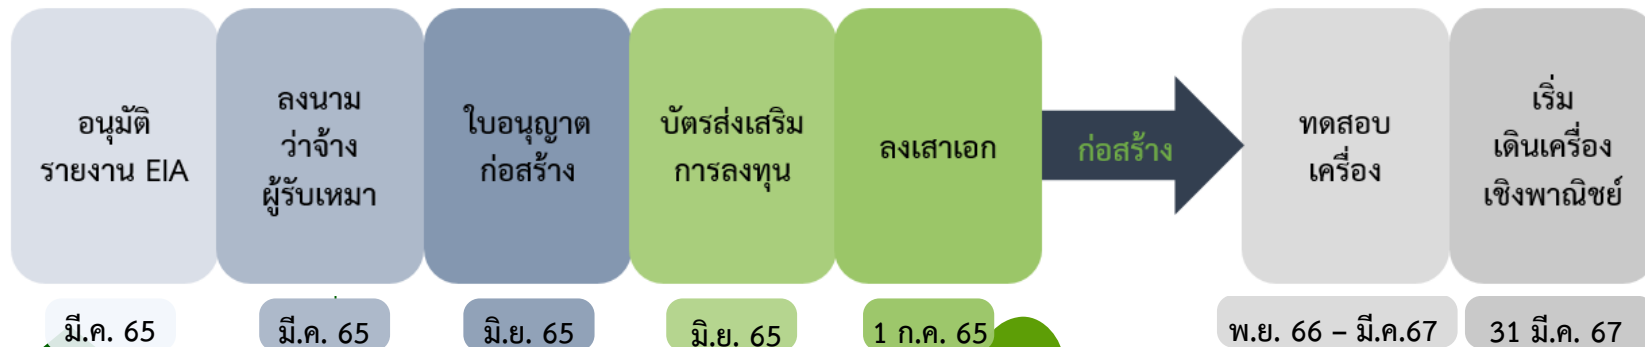 อนุมัติ
รายงาน EIA
ลงนาม
ว่าจ้าง
ผู้รับเหมา
ใบอนุญาต
ก่อสร้าง
บัตรส่งเสริม
การลงทุน
ลงเสาเอก
ก่อสร้าง
ทดสอบ
เครื่อง
เริ่ม
เดินเครื่อง
เชิงพาณิชย์
มี.ค. 65
มี.ค. 65
มิ.ย. 65
มิ.ย. 65
1 ก.ค. 65
พ.ย. 66 – มี.ค.67
31 มี.ค. 67